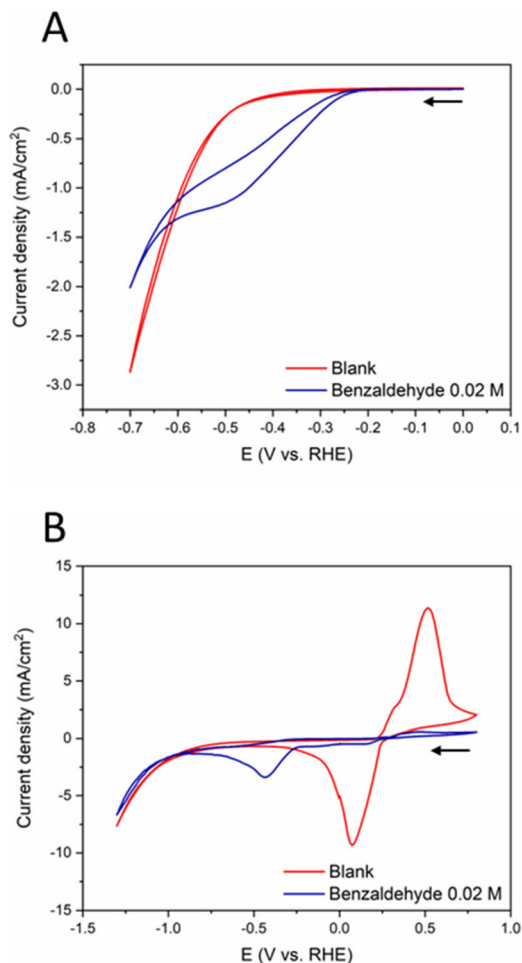 A
0.0
-0.5
-1.0
-1.5
-2.0
-2.5
-3.0
Current density (mA/cm²)
Blank
Benzaldehyde 0.02 M
-0.8 -0.7 -0.6 -0.5 -0.4 -0.3 -0.2 -0.1 0.0 0.1
E (V vs. RHE)
B
15
10
5
0
-5
-10
-15
Current density (mA/cm²)
Blank
Benzaldehyde 0.02 M
-1.5 -1.0 -0.5 0.0 0.5 1.0
E (V vs. RHE)